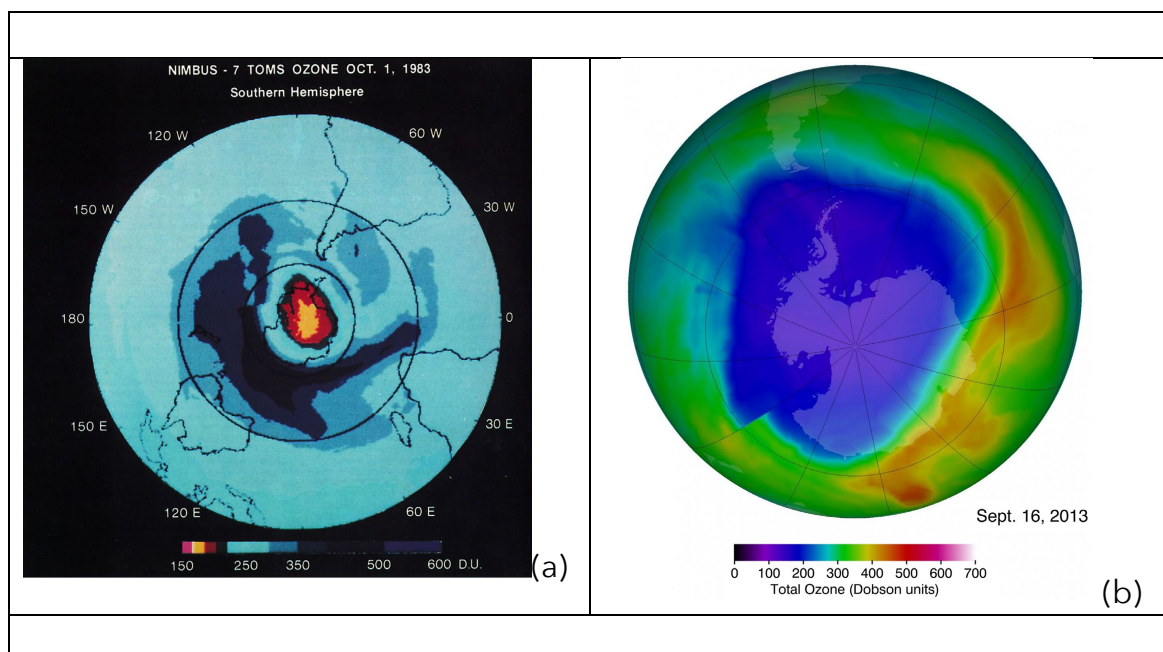 NIMBUS - 7 TOMS OZONE OCT. 1, 1983
Southern Hemisphere
120 W
60 W
150 W
30 W
180
0
150 E
30 E
120 E
60 E
150 250 350 500 600 D.U.
(a)
Sept. 16, 2013
0 100 200 300 400 500 600 700
Total Ozone (Dobson units)
(b)